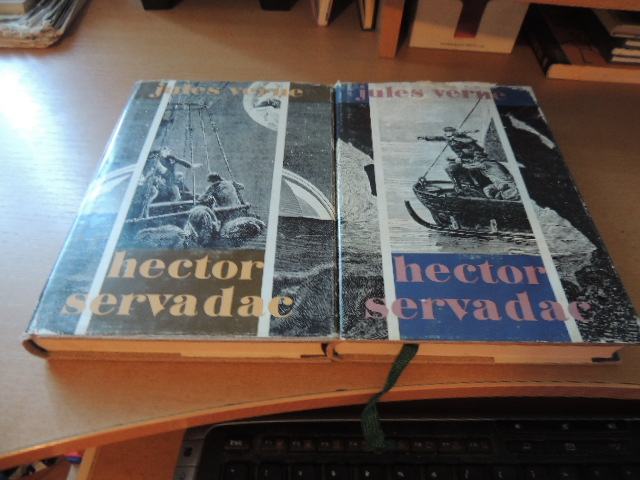 jules verne
hector
servadac
jules verne
hector
servadac